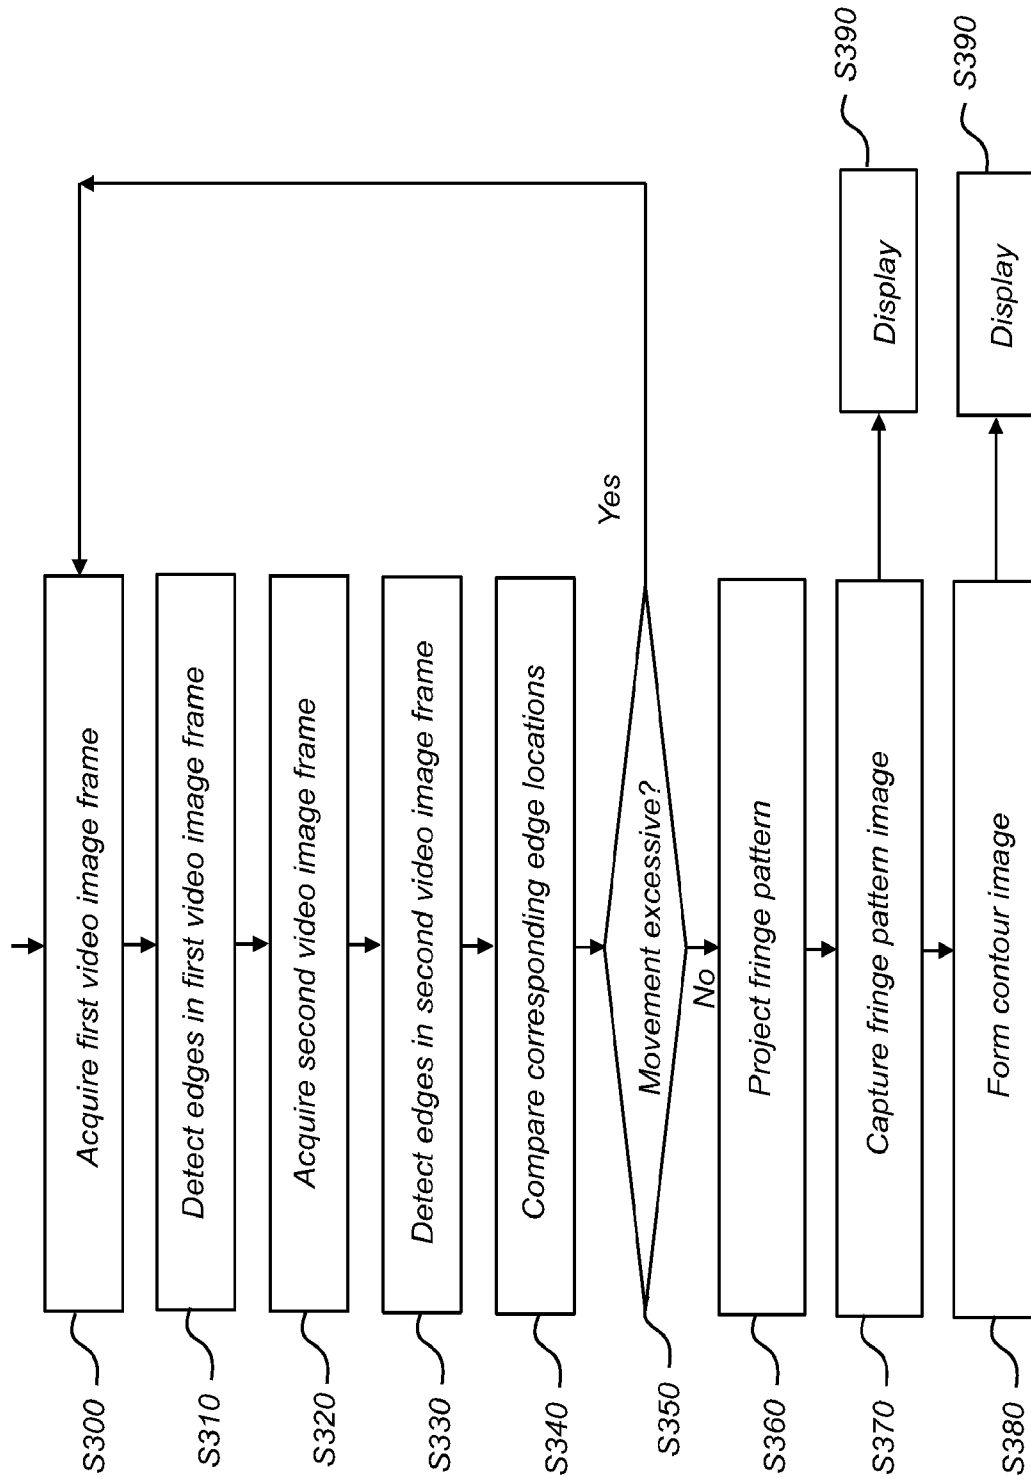 S300
Acquire first video image frame
S310
Detect edges in first video image frame
S320
Acquire second video image frame
S330
Detect edges in second video image frame
S340
Compare corresponding edge locations
S350
Movement excessive?
Yes
No
S360
Project fringe pattern
S370
Capture fringe pattern image
Display
S390
S380
Form contour image
Display
S390